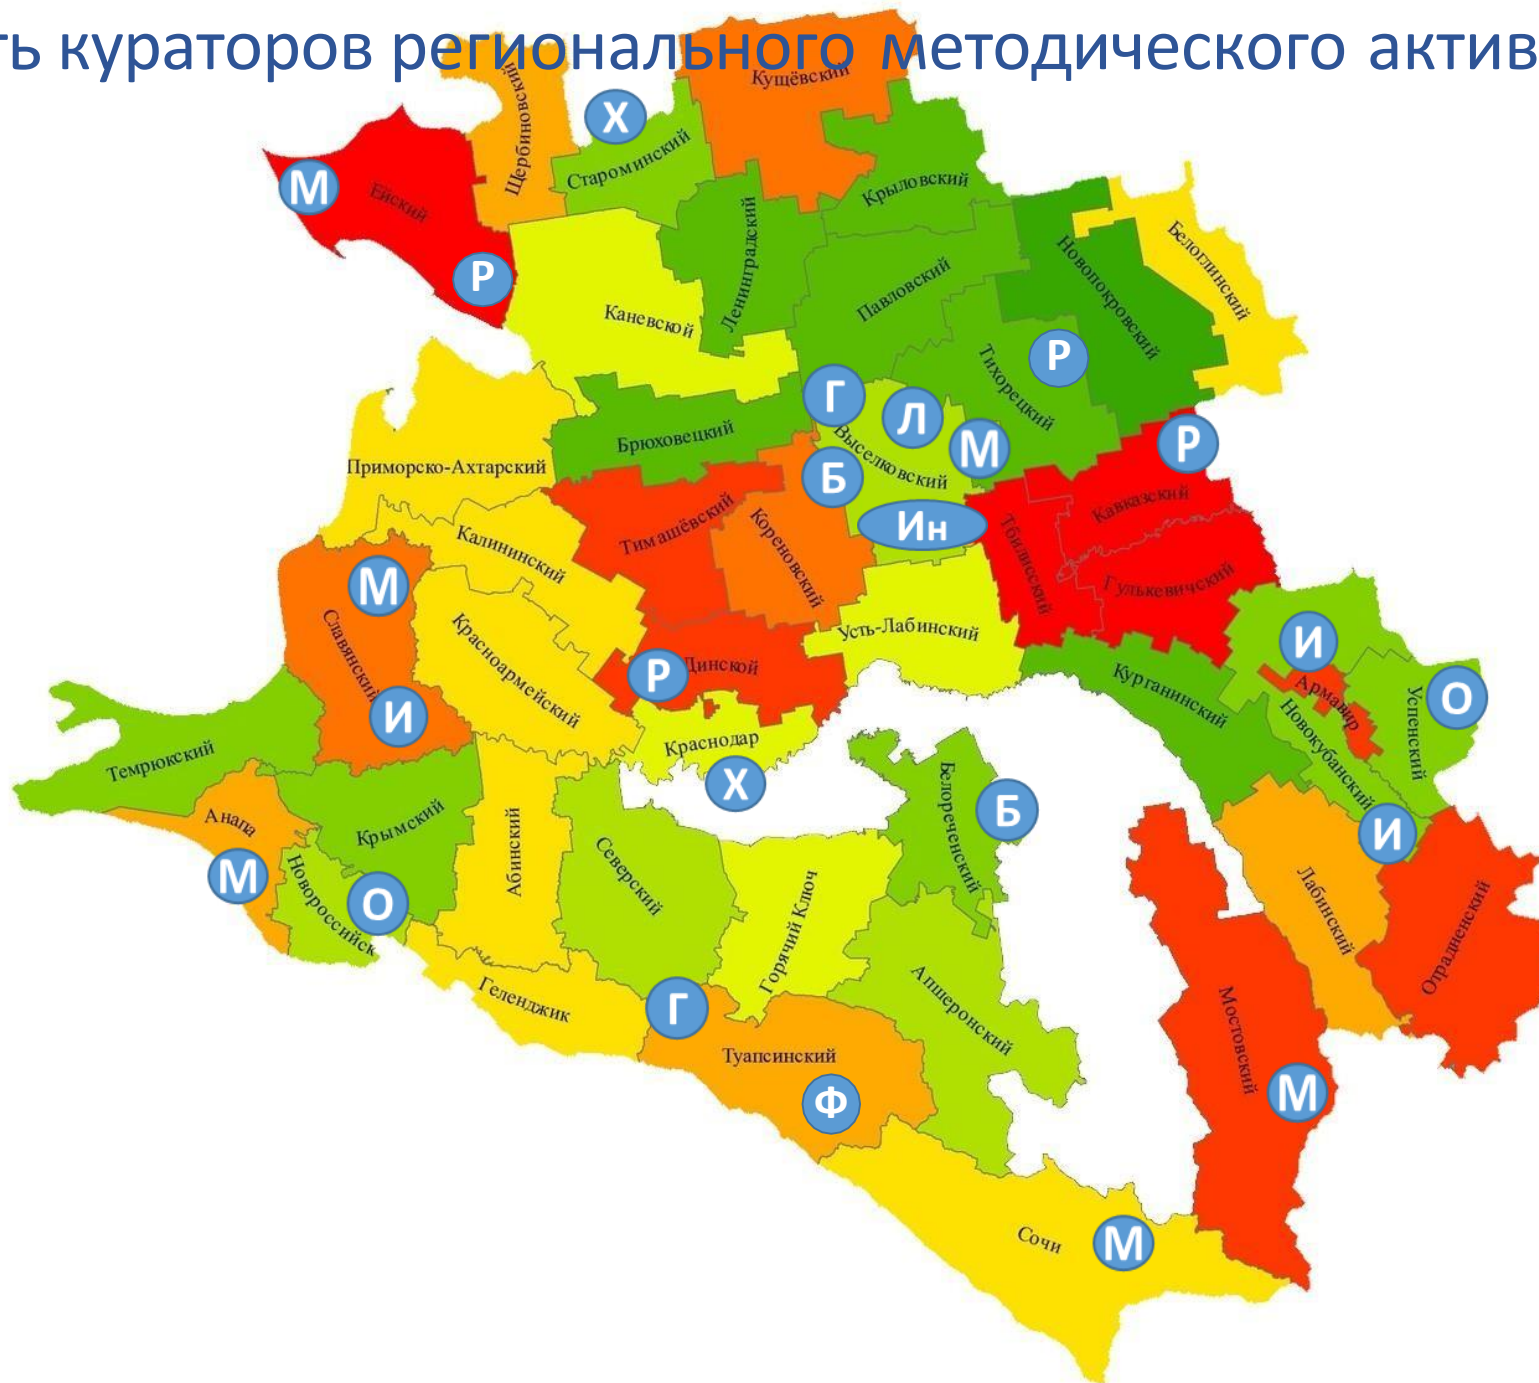 ть кураторов регионального методического актив
Кущёвский
Щербиновский
Х
Староминский
М
Ейский
Крыловский
Ленинградский
Р
Новопокровский
Белоглинский
Павловский
Каневской
Тихорецкий
Р
Г
Л
М
Р
Брюховецкий
Выселковский
Приморско-Ахтарский
Б
Ин
Кавказский
Тимашёвский
Кореновский
Тбилисский
Калининский
Гулькевичский
М
Славянский
Красноармейский
Усть-Лабинский
И
Р
Динской
Курганинский
Армавир
Успенский
О
И
Краснодар
Новокубанский
Темрюкский
Х
Белореченский
Б
Анапа
Крымский
Абинский
Северский
И
М
Новороссийск
О
Горячий Ключ
Лабинский
Отрадненский
Геленджик
Г
Апшеронский
Мостовский
Туапсинский
Ф
М
Сочи
М